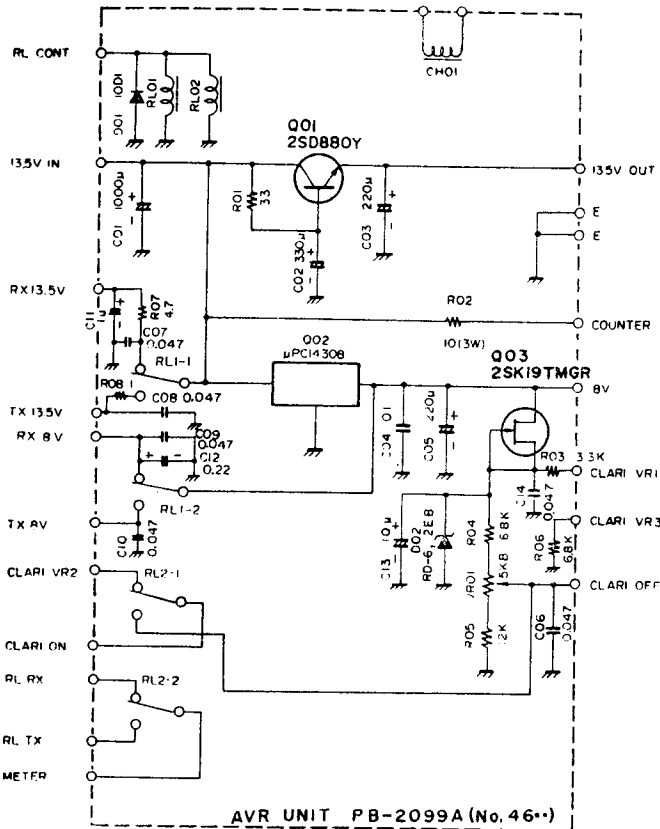 RL CONT
10D1
D01
RL01
RL02
CH01
Q01
2SD880Y
13.5V IN
13.5V OUT
1000µ
+
-
C01
R01
33
C02 330µ
+
-
220µ
+
-
C03
E
E
RX13.5V
C11
1µ
+
-
R07
4.7
C07
0.047
RL1-1
R02
10(3W)
COUNTER
Q02
µPC14308
Q03
2SK19TMGR
8V
R08 1
C08 0.047
TX 13.5V
RX 8V
C09
0.047
+ -
C12
0.22
C04 .01
220µ
+
-
C05
R03 3.3K
CLARI VR1
C14
0.047
RL1-2
CLARI VR3
TX 8V
C10
0.047
10µ
+
-
C13
D02
RD-6,2EB
R04 6.8K
R06
6.8K
VR01 5KB
CLARI VR2
RL2-1
CLARI OFF
R05 12K
C06
0.047
CLARI ON
RL RX
RL2-2
RL TX
METER
AVR UNIT PB-2099A (No, 46••)